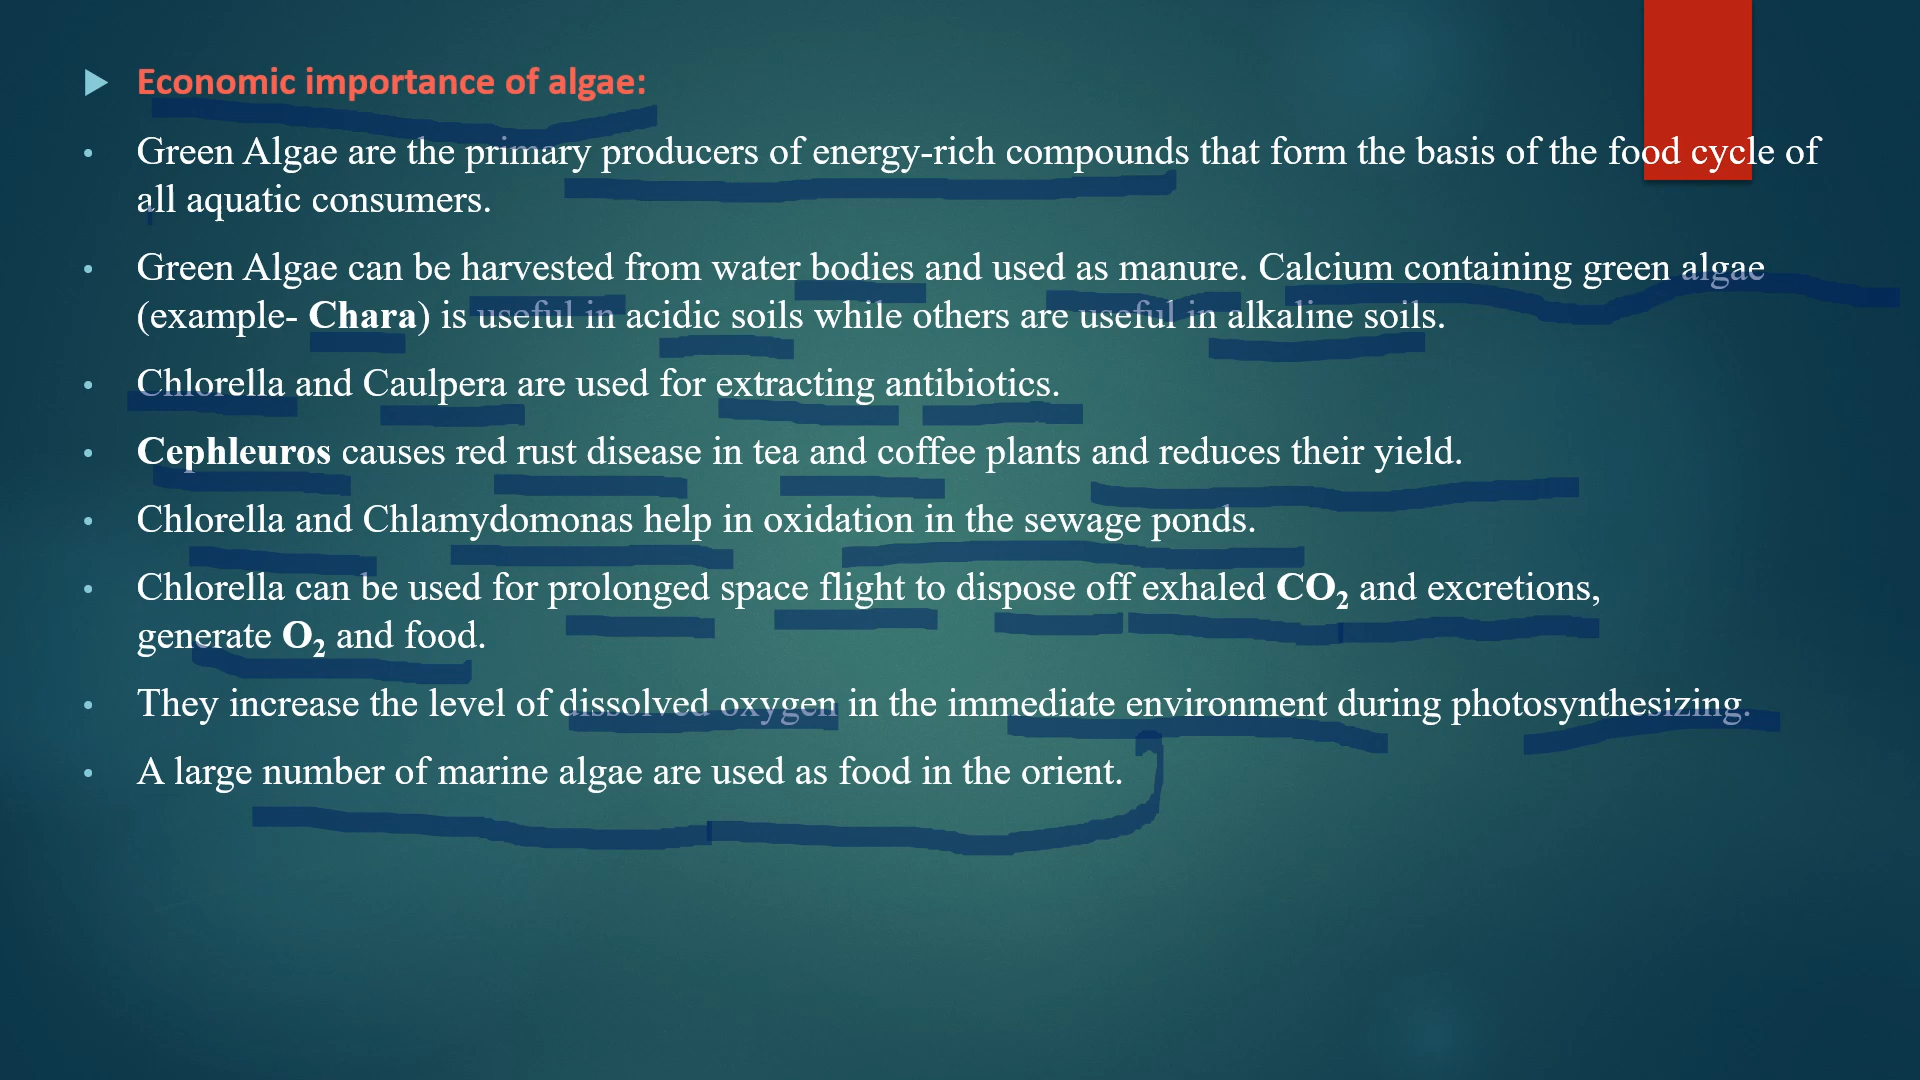 Economic importance of algae:
Green Algae are the primary producers of energy-rich compounds that form the basis of the food cycle of
all aquatic consumers.
Green Algae can be harvested from water bodies and used as manure. Calcium containing green algae
(example- Chara) is useful in acidic soils while others are useful in alkaline soils.
Chlorella and Caulpera are used for extracting antibiotics.
Cephleuros causes red rust disease in tea and coffee plants and reduces their yield.
Chlorella and Chlamydomonas help in oxidation in the sewage ponds.
Chlorella can be used for prolonged space flight to dispose off exhaled CO₂ and excretions,
generate O₂ and food.
They increase the level of dissolved oxygen in the immediate environment during photosynthesizing.
A large number of marine algae are used as food in the orient.